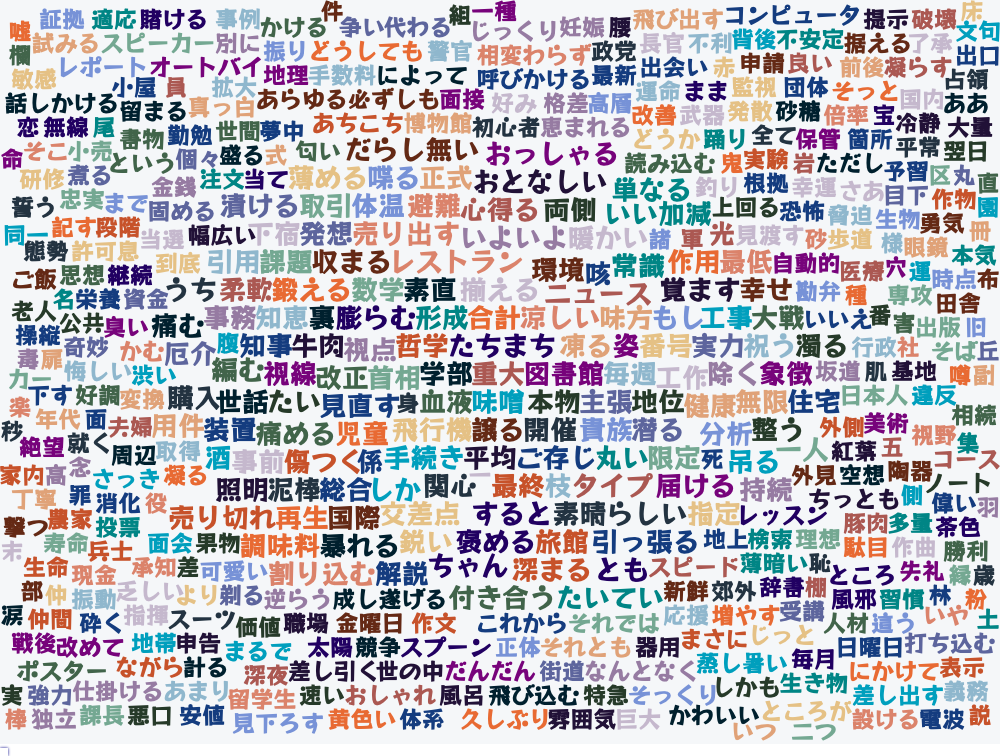 嘘 証拠 適応 賭ける 事例 かける 件 争い代わる 組 一種 じっくり 妊娠 腰 飛び出す コンピュータ 提示 破壊 床
欄 試みる スピーカー 別に 振り どうしても 警官 相変わらず 政党 長官 不利 背後 不安定 据える 了承 文句
敏感 レポート オートバイ 地理 手数料 によって 呼びかける 最新 出会い 赤 申請 良い 前後 凝らす 出口
小屋 員 拡大 あらゆる 必ずしも 面接 好み 格差 高層 運命 まま 監視 団体 そっと 国内 占領
話しかける 留まる 真っ白 あちこち 博物館 初心者 恵まれる 改善 武器 発散 砂糖 倍率 宝 冷静 ああ 大量
恋 無線 尾 書物 勤勉 世間 夢中 匂い だらし無い おっしゃる どうか 踊り 全て 保管 箇所 平常 翌日
命 そこ 小売 という 個々 盛る 式 読み込む 鬼 実験 岩 ただし 予習 区 丸
研修 煮る 金銭 注文 当て 薄める 喋る 正式 おとなしい 単なる 釣り 根拠 幸運 さあ 目下 作物 直
誓う 忠実 まで 固める 漬ける 取引 体温 避難 心得る 両側 いい加減 上回る 恐怖 脅迫 生物 勇気 園
同一 記す 段階 当選 幅広い 下宿 発想 売り出す いよいよ 暖かい 諸 軍 光 見渡す 砂 歩道 様 眼鏡 冊
態勢 許可 息 到底 引用 課題 収まる レストラン 環境 咳 常識 作用 最低 自動的 医療 穴 運 時点 本気 布
ご飯 思想 継続 うち 柔軟 鍛える 数学 素直 揃える ニュース 覚ます 幸せ 勘弁 種 専攻 田舎
老人 名 栄養 資金 事務 知恵 裏 膨らむ 形成 合計 涼しい 味方 もし 工事 大戦 いいえ 番 害 出版 旧
操縦 公共 臭い 痛む 腹 知事 牛肉 視点 哲学 たちまち 凍る 姿 番号 実力 祝う 濁る 行政 社 そば 丘
毒 扉 奇妙 かむ 厄介 編む 視線 改正 首相 学部 重大 図書館 毎週 工作 除く 象徴 坂道 肌 基地 噂 副
カー 悔しい 渋い
楽 下す 好調 変換 購入 世話 たい 見直す 身 血液 味噌 本物 主張 地位 健康 無限 住宅 日本人 違反 相続
秒 年代 面 夫婦 用件 装置 痛める 児童 飛行機 譲る 開催 貴族 潜る 分析 整う 一人 外側 美術 視野 集
絶望 就く 周辺 取得 酒 事前 傷つく 係 手続き 平均 ご存じ 丸い 限定 死 吊る 紅葉 五 コース
家内 高 念 さっき 凝る 照明 泥棒 総合 しか 関心 一 最終 枝 タイプ 届ける 持続 外見 空想 陶器 ノート
丁寧 罪 消化 役 売り切れ 再生 国際 交差点 すると 素晴らしい 指定 レッスン ちっとも 側 偉い 羽
撃つ 農家 投票 豚肉 多量 茶色
ボ 寿命 兵士 面会 果物 調味料 暴れる 鋭い 褒める 旅館 引っ張る 地上 検索 理想 駄目 作曲 勝利
生命 現金 承知 差 可愛い 割り込む 解説 ちゃん 深まる とも スピード 薄暗い 恥 ところ 失礼 縁 歳
部 仲 振動 乏しい より 剃る 逆らう 成し遂げる 付き合う たいてい 新鮮 郊外 辞書 棚 風邪 習慣 林 粉
涙 仲間 砕く 指揮 スーツ 価値 職場 金曜日 作文 これから それでは 応援 増やす 受講 人材 違う いや 土
戦後 改めて 地帯 申告 まるで 太陽 競争 スプーン 正体 それとも 器用 まさに じっと 日曜日 打ち込む
ポスター ながら 計る 深夜 差し引く 世の中 だんだん 街道 なんとなく 蒸し暑い 毎月 にかけて 表示
実 強力 仕掛ける あまり 留学生 速い おしゃれ 風呂 飛び込む 特急 そっくり しかも 生き物 差し出す 義務
棒 独立 課長 悪口 安値 見下ろす 黄色い 体系 久しぶり 雰囲気 巨大 かわいい ところが 設ける 電波 説
いつ 二つ